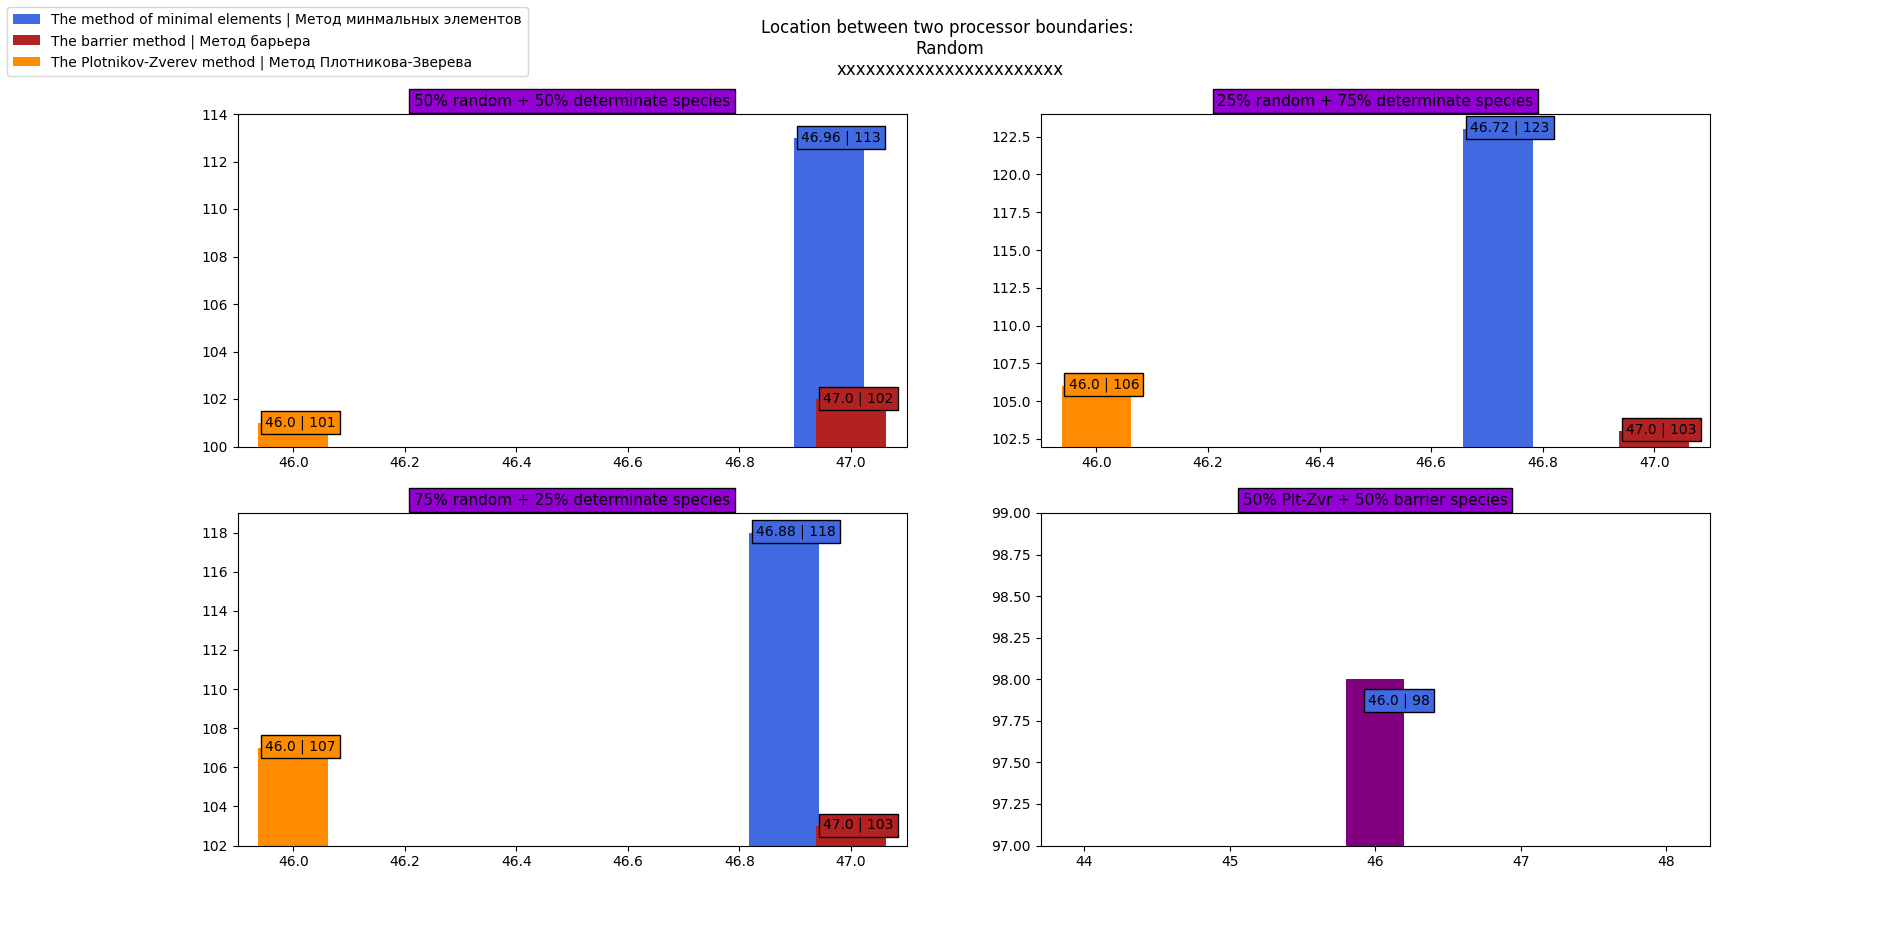 The method of minimal elements | Метод минмальных элементов
The barrier method | Метод барьера
The Plotnikov-Zverev method | Метод Плотникова-Зверева
Location between two processor boundaries:
Random
xxxxxxxxxxxxxxxxxxxxxxx
50% random + 50% determinate species
114
112
110
108
106
104
102
100
46.96 | 113
47.0 | 102
46.0 | 101
46.0
46.2
46.4
46.6
46.8
47.0
25% random + 75% determinate species
122.5
120.0
117.5
115.0
112.5
110.0
107.5
105.0
102.5
46.72 | 123
46.0 | 106
47.0 | 103
46.0
46.2
46.4
46.6
46.8
47.0
75% random + 25% determinate species
118
116
114
112
110
108
106
104
102
46.88 | 118
46.0 | 107
47.0 | 103
46.0
46.2
46.4
46.6
46.8
47.0
50% Plt-Zvr + 50% barrier species
99.00
98.75
98.50
98.25
98.00
97.75
97.50
97.25
97.00
46.0 | 98
44
45
46
47
48